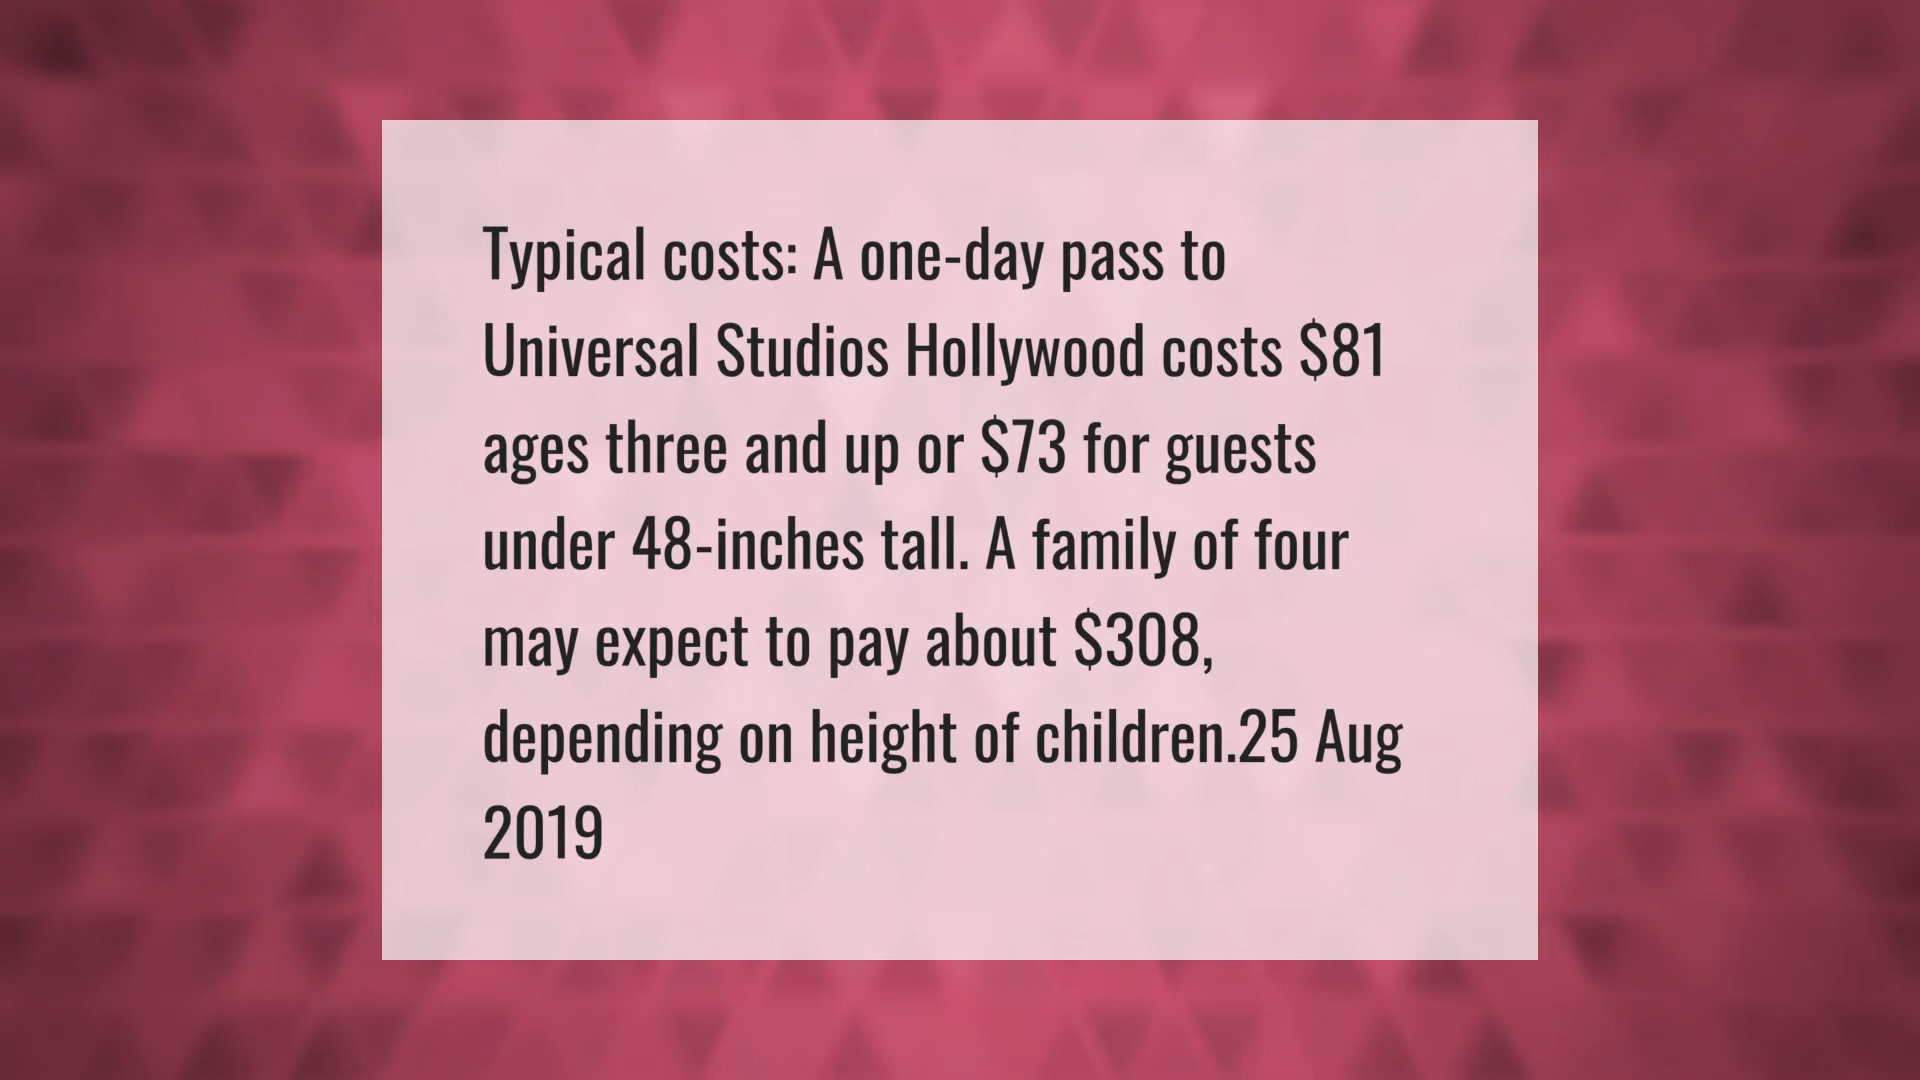 Typical costs: A one-day pass to
Universal Studios Hollywood costs $81
ages three and up or $73 for guests
under 48-inches tall. A family of four
may expect to pay about $308,
depending on height of children.25 Aug
2019